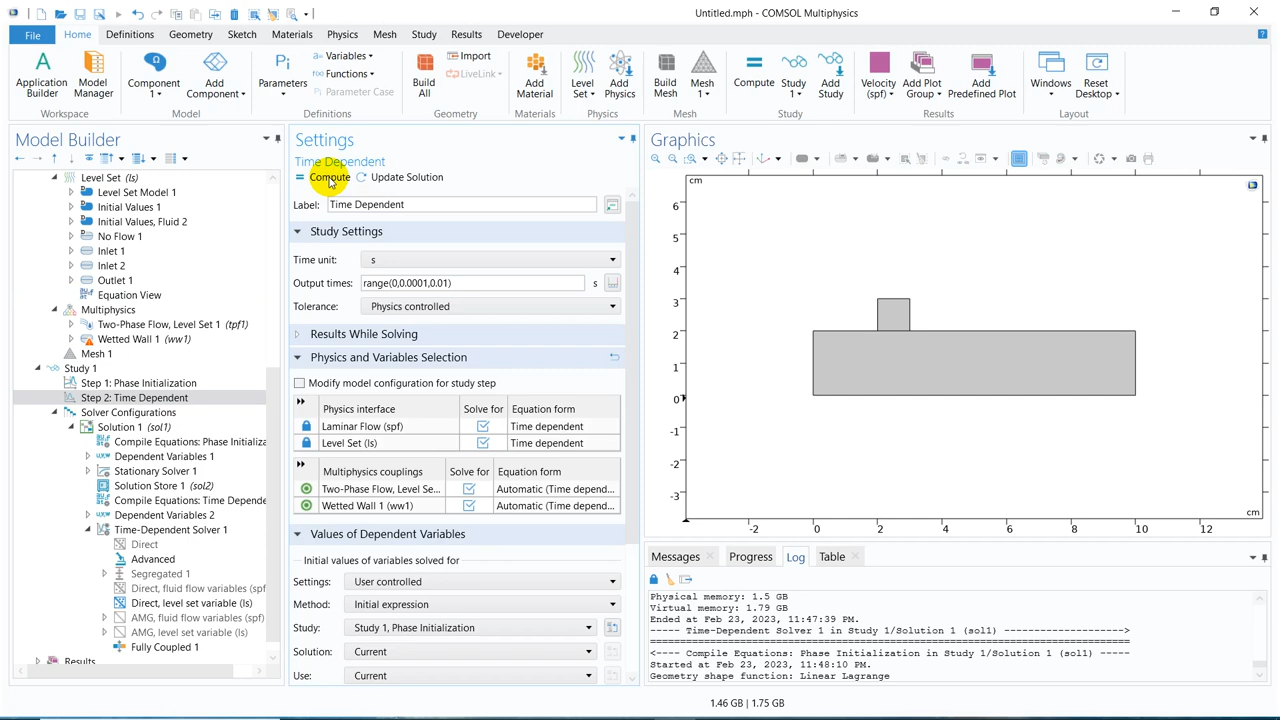 Untitled.mph - COMSOL Multiphysics
File Home Definitions Geometry Sketch Materials Physics Mesh Study Results Developer
Application Builder
Model Manager
Workspace
Component 1
Add Component
Model
Parameters
Variables
Functions
Parameter Case
Definitions
Build All
Import
LiveLink
Geometry
Add Material
Materials
Level Set
Add Physics
Physics
Build Mesh
Mesh 1
Mesh
Compute
Study 1
Add Study
Study
Velocity (spf)
Add Plot Group
Add Predefined Plot
Results
Windows
Reset Desktop
Layout
Model Builder
Level Set (ls)
Level Set Model 1
Initial Values 1
Initial Values, Fluid 2
No Flow 1
Inlet 1
Inlet 2
Outlet 1
Equation View
Multiphysics
Two-Phase Flow, Level Set 1 (tpf1)
Wetted Wall 1 (ww1)
Mesh 1
Study 1
Step 1: Phase Initialization
Step 2: Time Dependent
Solver Configurations
Solution 1 (sol1)
Compile Equations: Phase Initializa
Dependent Variables 1
Stationary Solver 1
Solution Store 1 (sol2)
Compile Equations: Time Depende
Dependent Variables 2
Time-Dependent Solver 1
Direct
Advanced
Segregated 1
Direct, fluid flow variables (spf
Direct, level set variable (ls)
AMG, fluid flow variables (spf)
AMG, level set variable (ls)
Fully Coupled 1
Results
Settings
Time Dependent
Compute Update Solution
Label: Time Dependent
Study Settings
Time unit: s
Output times: range(0,0.0001,0.01) s
Tolerance: Physics controlled
Results While Solving
Physics and Variables Selection
Modify model configuration for study step
Physics interface Solve for Equation form
Laminar Flow (spf) Time dependent
Level Set (ls) Time dependent
Multiphysics couplings Solve for Equation form
Two-Phase Flow, Level Se... Automatic (Time depend...
Wetted Wall 1 (ww1) Automatic (Time depend...
Values of Dependent Variables
Initial values of variables solved for
Settings: User controlled
Method: Initial expression
Study: Study 1, Phase Initialization
Solution: Current
Use: Current
Graphics
cm
6
5
4
3
2
1
0
-1
-2
-3
-2 0 2 4 6 8 10 12
cm
Messages Progress Log Table
Physical memory: 1.5 GB
Virtual memory: 1.79 GB
Ended at Feb 23, 2023, 11:47:39 PM.
----- Time-Dependent Solver 1 in Study 1/Solution 1 (sol1) -------------------->
================================================================================
<---- Compile Equations: Phase Initialization in Study 1/Solution 1 (sol1) -----
Started at Feb 23, 2023, 11:48:10 PM.
Geometry shape function: Linear Lagrange
1.46 GB | 1.75 GB